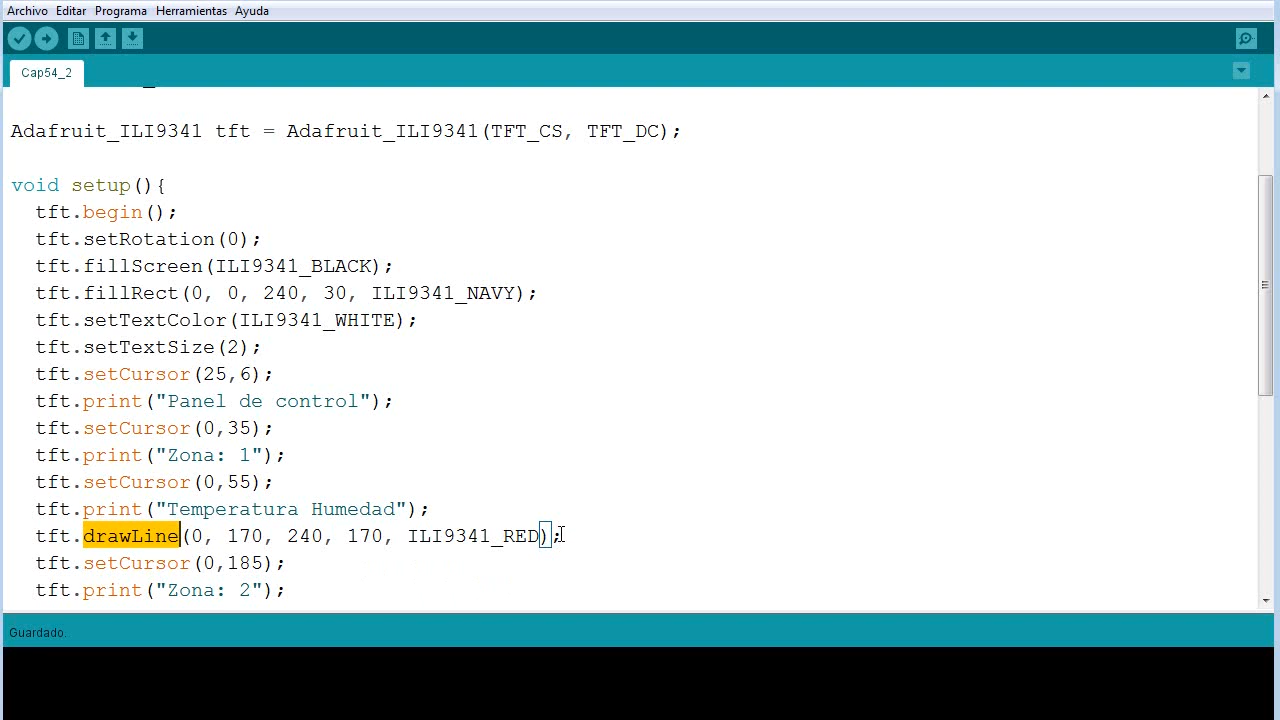 Archivo Editar Programa Herramientas Ayuda
Cap54_2
Adafruit_ILI9341 tft = Adafruit_ILI9341(TFT_CS, TFT_DC);
void setup(){
  tft.begin();
  tft.setRotation(0);
  tft.fillScreen(ILI9341_BLACK);
  tft.fillRect(0, 0, 240, 30, ILI9341_NAVY);
  tft.setTextColor(ILI9341_WHITE);
  tft.setTextSize(2);
  tft.setCursor(25,6);
  tft.print("Panel de control");
  tft.setCursor(0,35);
  tft.print("Zona: 1");
  tft.setCursor(0,55);
  tft.print("Temperatura Humedad");
  tft.drawLine(0, 170, 240, 170, ILI9341_RED);
  tft.setCursor(0,185);
  tft.print("Zona: 2");
Guardado.